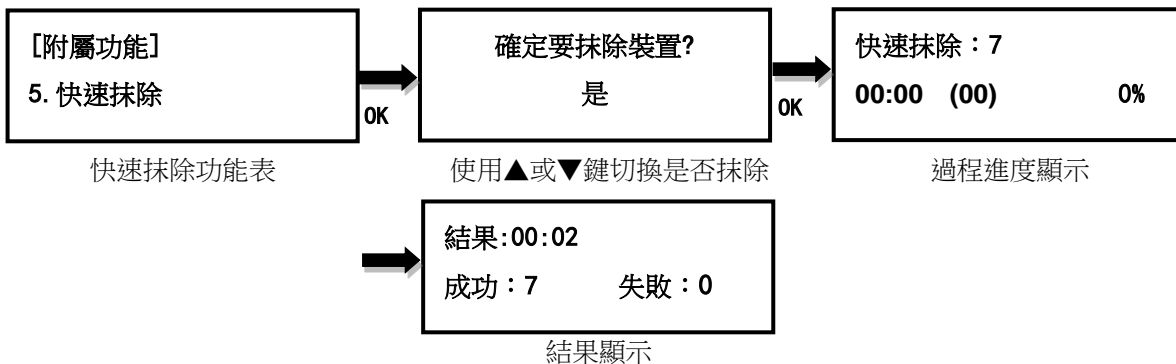 [附屬功能]
5. 快速抹除
OK
快速抹除功能表
確定要抹除裝置?
是
OK
使用▲或▼鍵切換是否抹除
快速抹除：7
00:00 (00) 0%
過程進度顯示
結果:00:02
成功：7 失敗：0
結果顯示